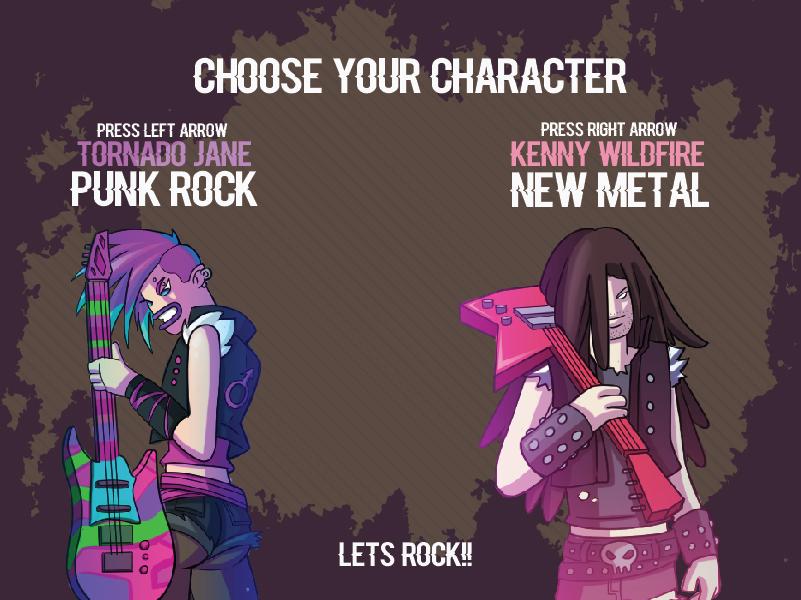 CHOOSE YOUR CHARACTER
PRESS LEFT ARROW
TORNADO JANE
PUNK ROCK
PRESS RIGHT ARROW
KENNY WILDFIRE
NEW METAL
LETS ROCK!!